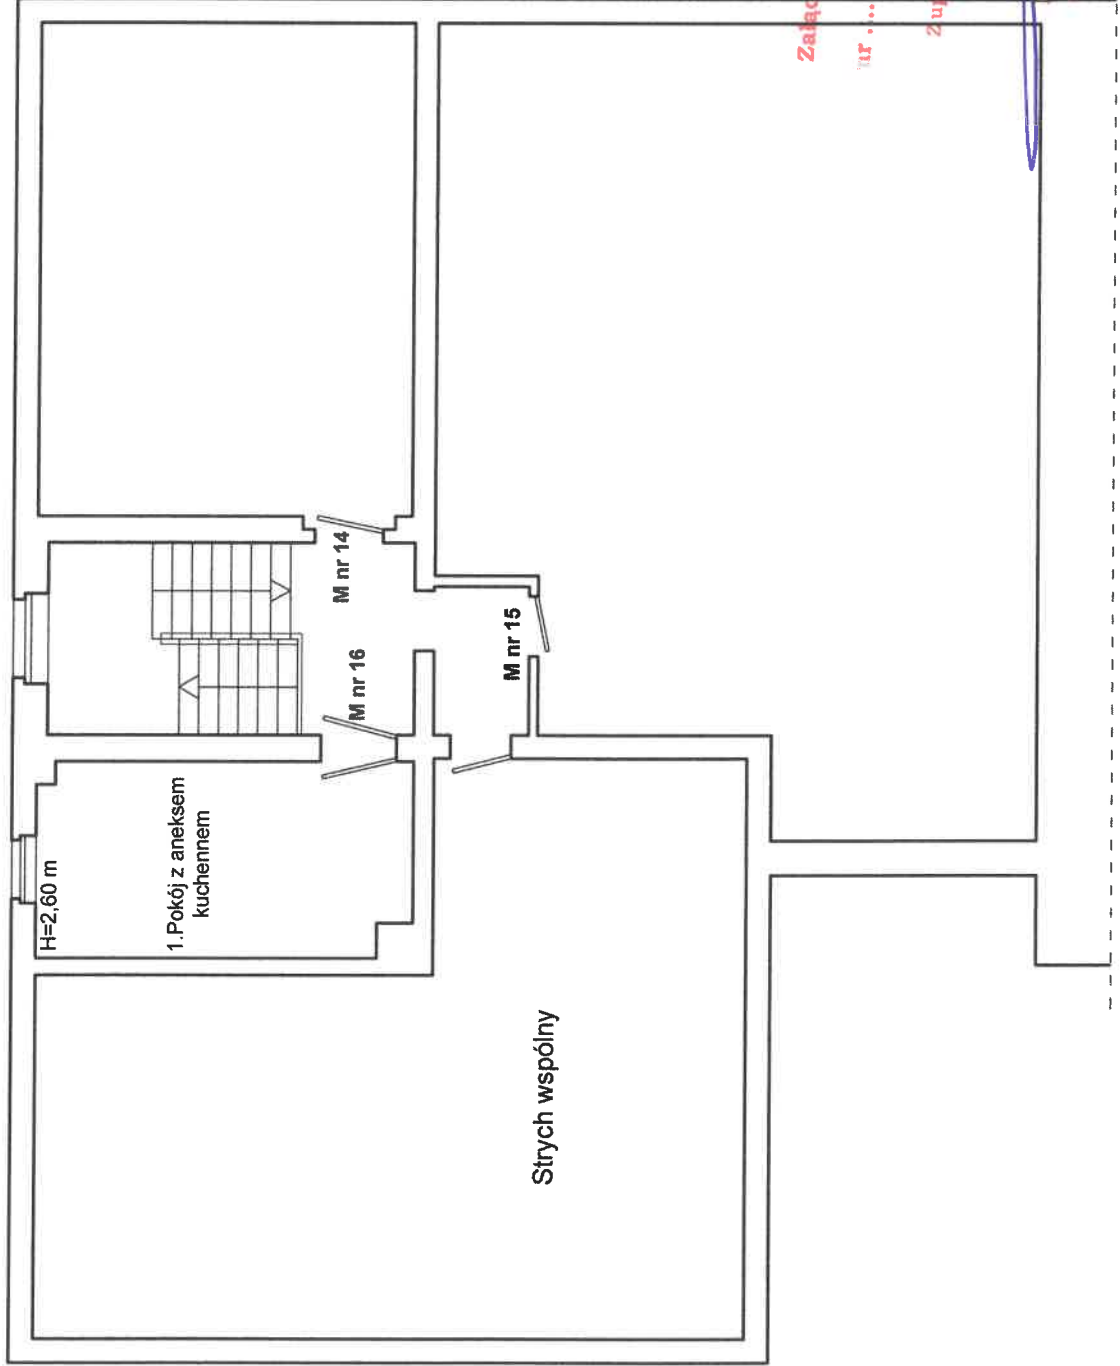 H=2,60 m
1.Pokój z aneksem
kuchennem
M nr 14
M nr 16
M nr 15
Strych wspólny